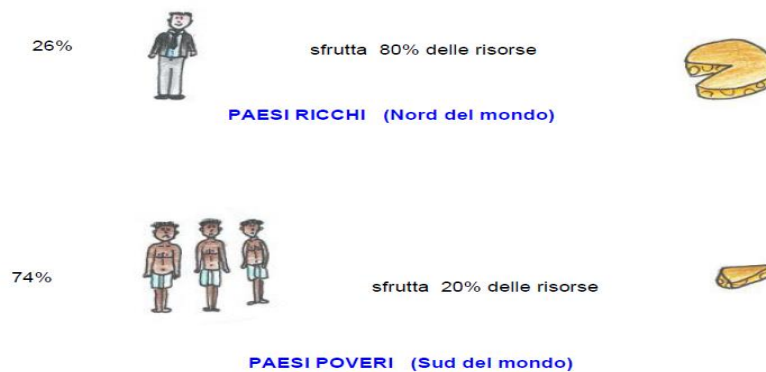 26%
sfrutta 80% delle risorse
PAESI RICCHI (Nord del mondo)
74%
sfrutta 20% delle risorse
PAESI POVERI (Sud del mondo)